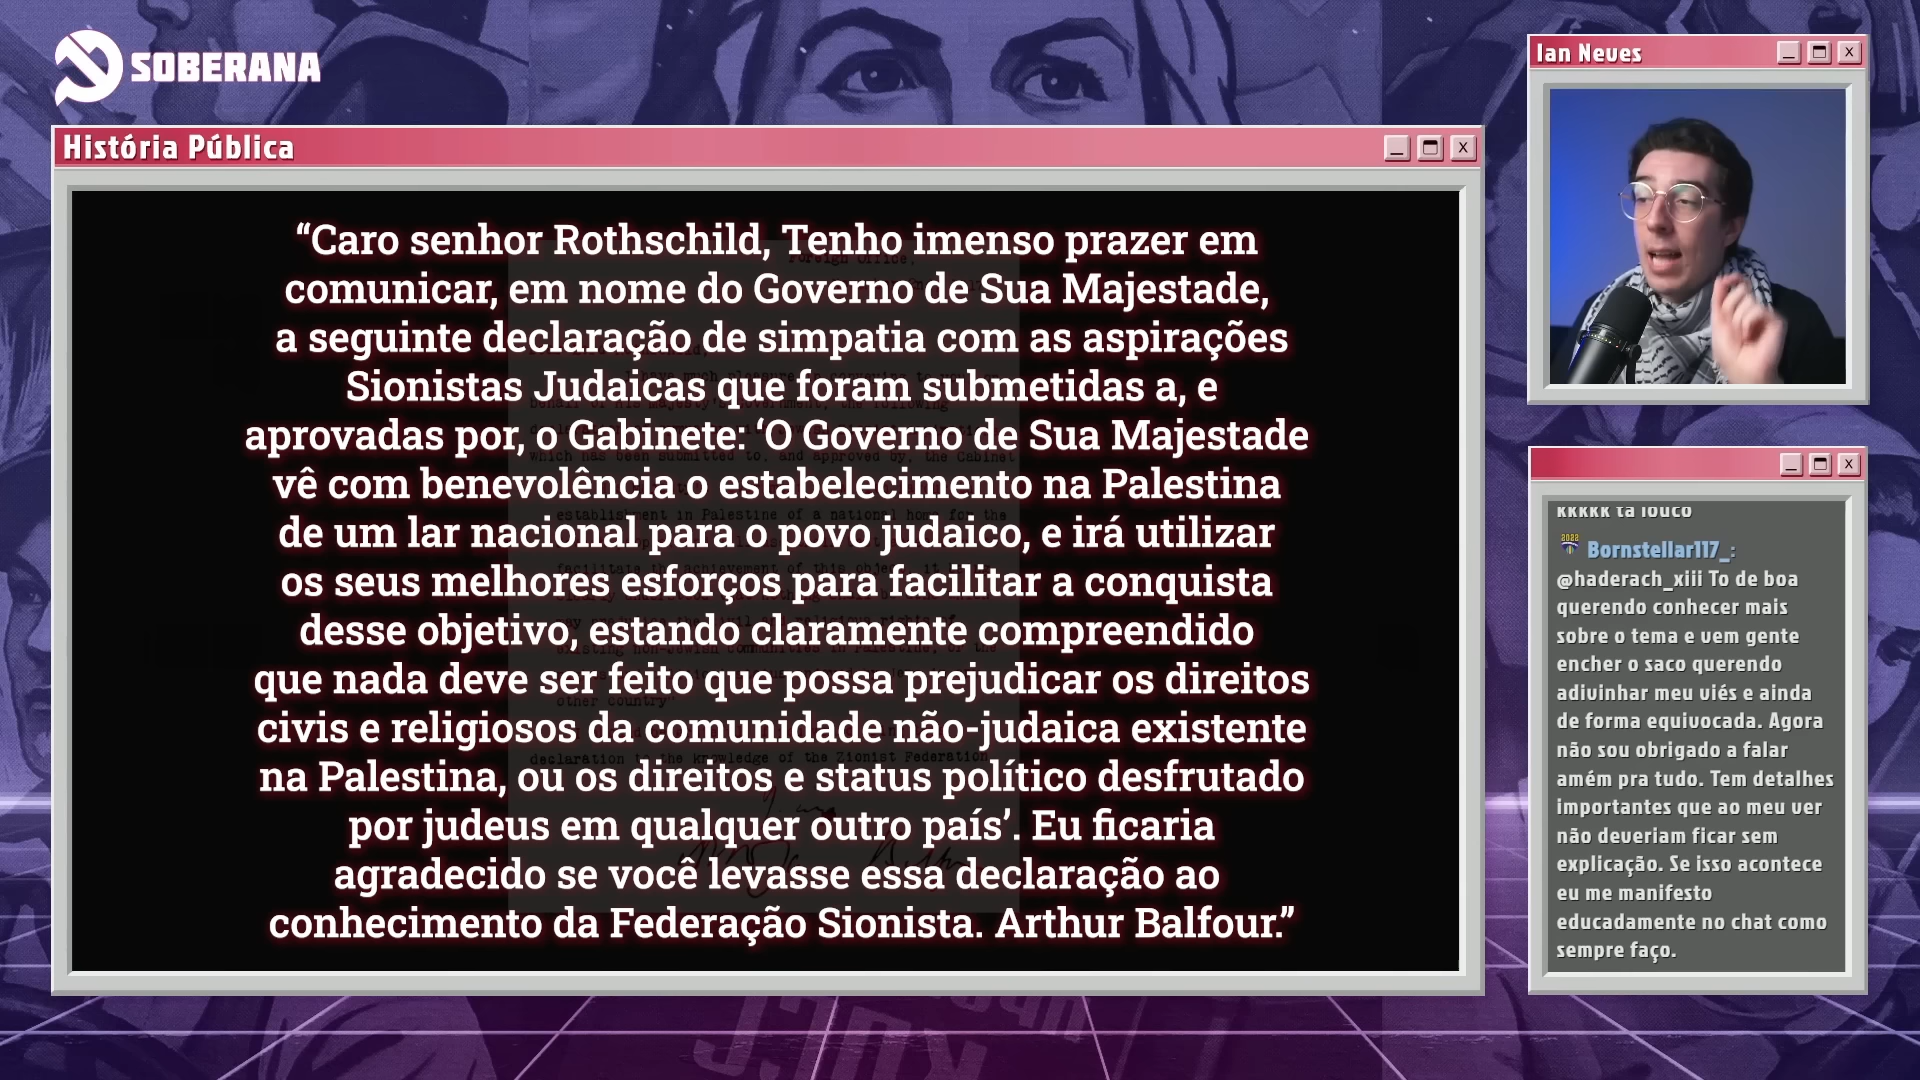 SOBERANA
História Pública
“Caro senhor Rothschild, Tenho imenso prazer em
comunicar, em nome do Governo de Sua Majestade,
a seguinte declaração de simpatia com as aspirações
Sionistas Judaicas que foram submetidas a, e
aprovadas por, o Gabinete: ‘O Governo de Sua Majestade
vê com benevolência o estabelecimento na Palestina
de um lar nacional para o povo judaico, e irá utilizar
os seus melhores esforços para facilitar a conquista
desse objetivo, estando claramente compreendido
que nada deve ser feito que possa prejudicar os direitos
civis e religiosos da comunidade não-judaica existente
na Palestina, ou os direitos e status político desfrutado
por judeus em qualquer outro país’. Eu ficaria
agradecido se você levasse essa declaração ao
conhecimento da Federação Sionista. Arthur Balfour.”
Ian Neves
kkkkk ta louco
2022
Bornstellar117_:
@haderach_xiii To de boa
querendo conhecer mais
sobre o tema e vem gente
encher o saco querendo
adivinhar meu viés e ainda
de forma equivocada. Agora
não sou obrigado a falar
amém pra tudo. Tem detalhes
importantes que ao meu ver
não deveriam ficar sem
explicação. Se isso acontece
eu me manifesto
educadamente no chat como
sempre faço.